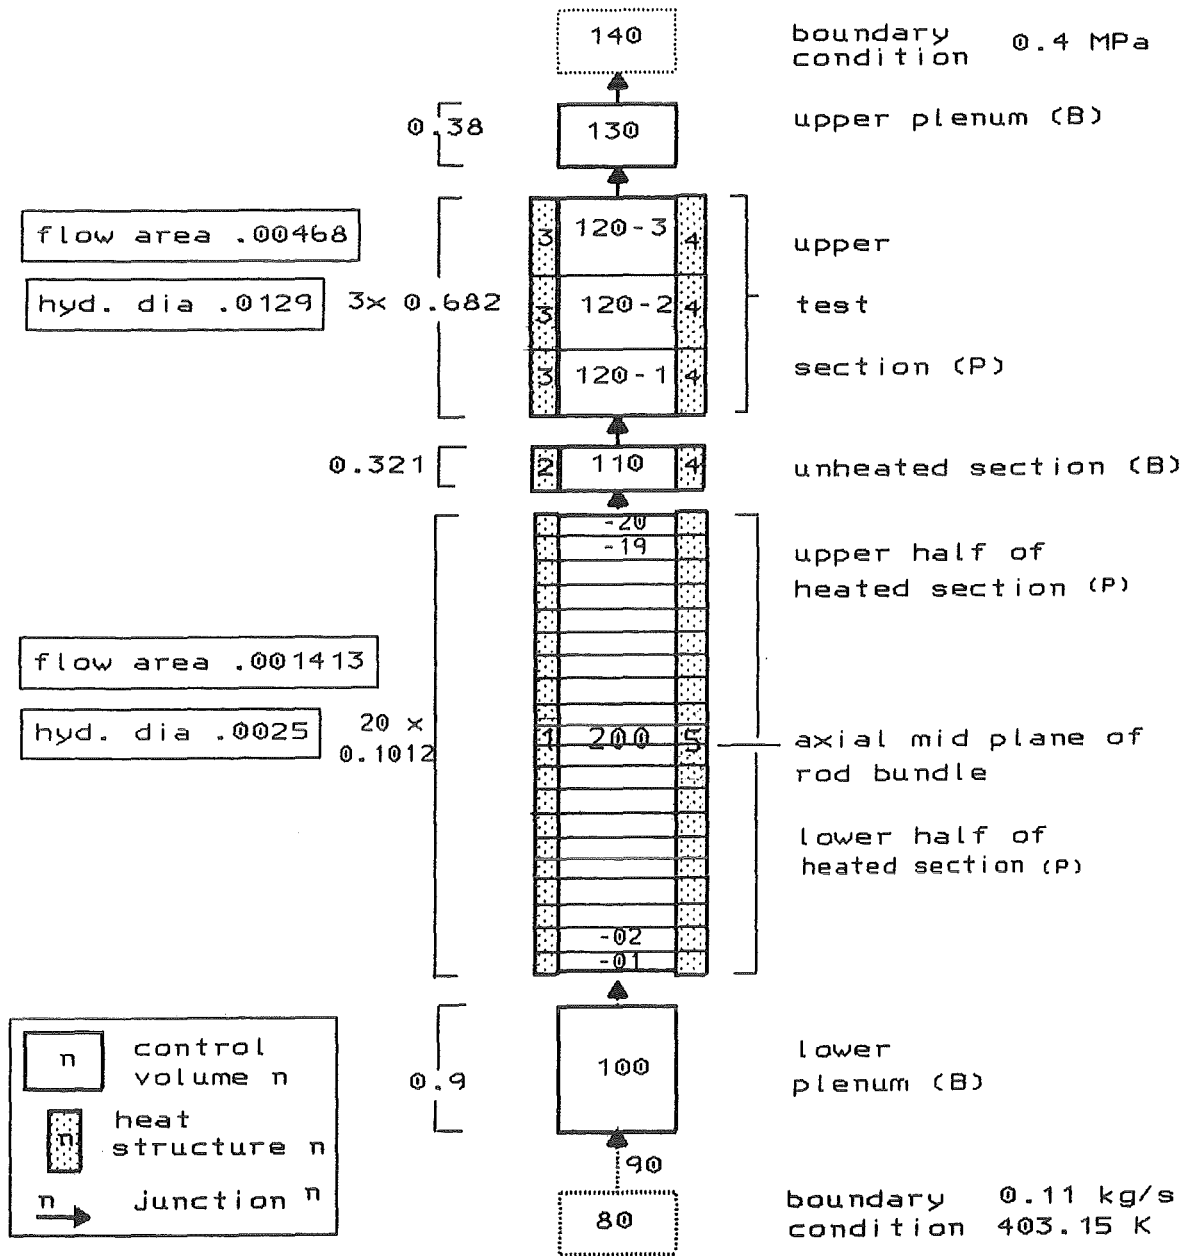 140
boundary
condition 0.4 MPa
0.38
130
upper plenum (B)
flow area .00468
hyd. dia .0129
3x 0.682
3 120-3 4
3 120-2 4
3 120-1 4
upper
test
section (P)
0.321
2 110 4
unheated section (B)
-20
-19
upper half of
heated section (P)
flow area .001413
hyd. dia .0025
20 x
0.1012
1 200 5
axial mid plane of
rod bundle
lower half of
heated section (P)
-02
-01
0.9
100
lower
plenum (B)
n control
volume n
n heat
structure n
n junction n
90
80
boundary 0.11 kg/s
condition 403.15 K